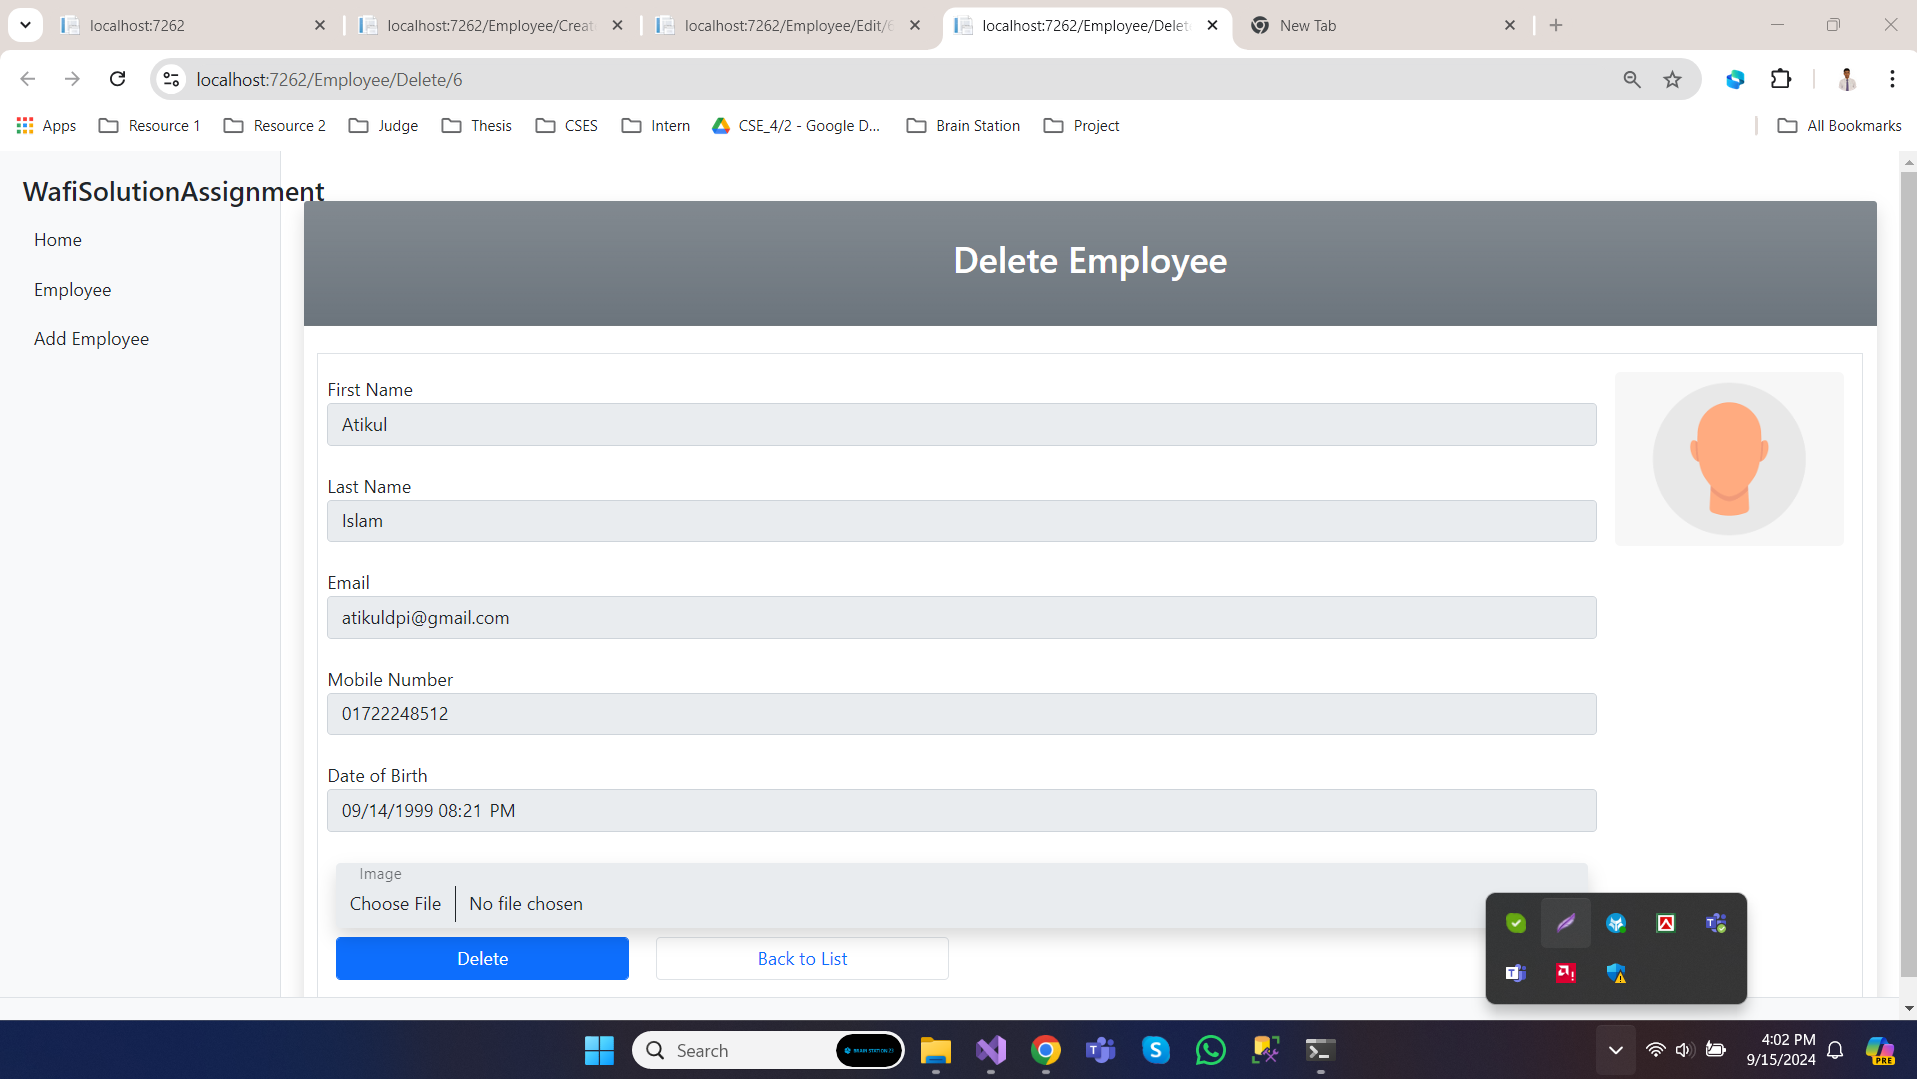 localhost:7262
localhost:7262/Employee/Creat
localhost:7262/Employee/Edit/6
localhost:7262/Employee/Delet
New Tab
localhost:7262/Employee/Delete/6
Apps
Resource 1
Resource 2
Judge
Thesis
CSES
Intern
CSE_4/2 - Google D...
Brain Station
Project
All Bookmarks
WafiSolutionAssignment
Home
Employee
Add Employee
Delete Employee
First Name
Atikul
Last Name
Islam
Email
atikuldpi@gmail.com
Mobile Number
01722248512
Date of Birth
09/14/1999 08:21 PM
Image
Choose File
No file chosen
Delete
Back to List
Search
BRAIN STATION 23
4:02 PM
9/15/2024
PRE